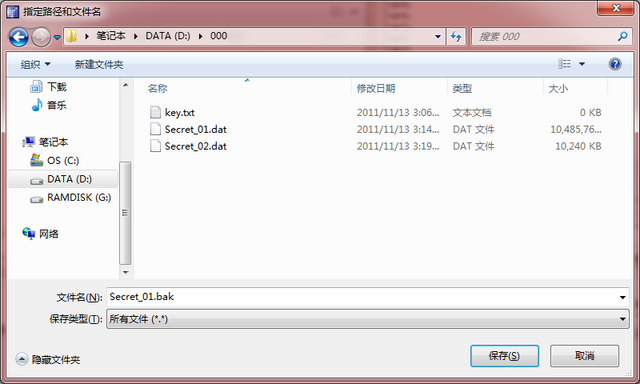 指定路径和文件名
笔记本 ▸ DATA (D:) ▸ 000
搜索 000
组织 新建文件夹
名称 修改日期 类型 大小
下载
音乐
笔记本
OS (C:)
DATA (D:)
RAMDISK (G:)
网络
key.txt 2011/11/13 3:06... 文本文档 0 KB
Secret_01.dat 2011/11/13 3:14... DAT 文件 10,485,76...
Secret_02.dat 2011/11/13 3:19... DAT 文件 10,240 KB
文件名(N): Secret_01.bak
保存类型(T): 所有文件 (*.*)
隐藏文件夹 保存(S) 取消